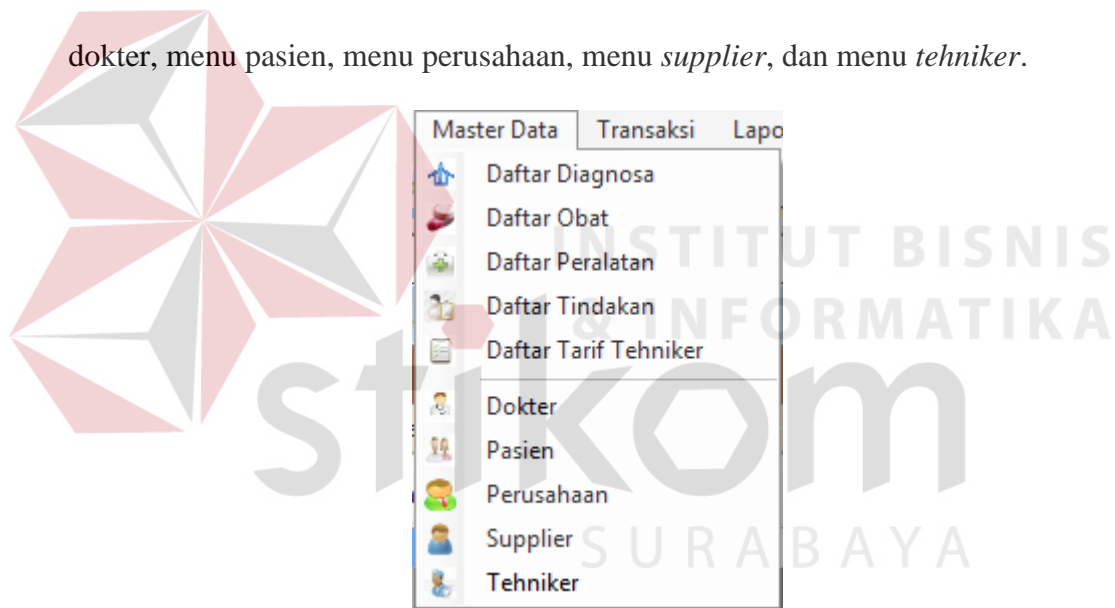 dokter, menu pasien, menu perusahaan, menu supplier, dan menu tehniker.
Master Data Transaksi Lapo
Daftar Diagnosa
Daftar Obat
Daftar Peralatan
Daftar Tindakan
Daftar Tarif Tehniker
Dokter
Pasien
Perusahaan
Supplier
Tehniker
INSTITUT BISNIS
& INFORMATIKA
stikom
SURABAYA